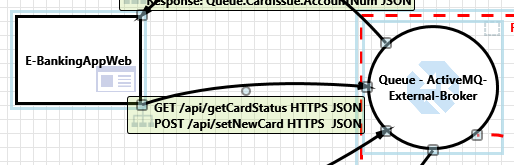 Response: Queue.CardIssue.AccountNum JSON
E-BankingAppWeb
Queue - ActiveMQ-
External-Broker
GET /api/getCardStatus HTTPS JSON
POST /api/setNewCard HTTPS  JSON